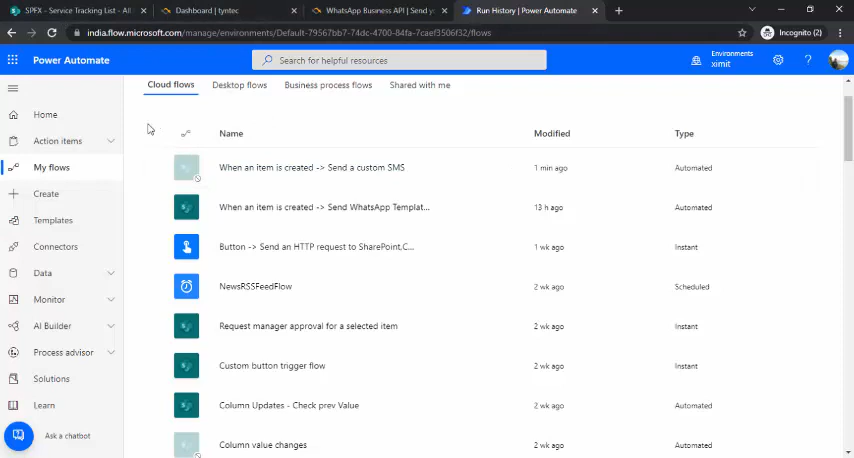 SPFX - Service Tracking List - All
Dashboard | tyntec
WhatsApp Business API | Send yo
Run History | Power Automate
india.flow.microsoft.com/manage/environments/Default-79567bb7-74dc-4700-84fa-7caef3506f32/flows
Incognito (2)
Power Automate
Search for helpful resources
Environments
ximit
Cloud flows
Desktop flows
Business process flows
Shared with me
Home
Action items
My flows
Create
Templates
Connectors
Data
Monitor
AI Builder
Process advisor
Solutions
Learn
Ask a chatbot
Name Modified Type
When an item is created -> Send a custom SMS 1 min ago Automated
When an item is created -> Send WhatsApp Templat... 13 h ago Automated
Button -> Send an HTTP request to SharePoint,C... 1 wk ago Instant
NewsRSSFeedFlow 2 wk ago Scheduled
Request manager approval for a selected item 2 wk ago Instant
Custom button trigger flow 2 wk ago Instant
Column Updates - Check prev Value 2 wk ago Automated
Column value changes 2 wk ago Automated